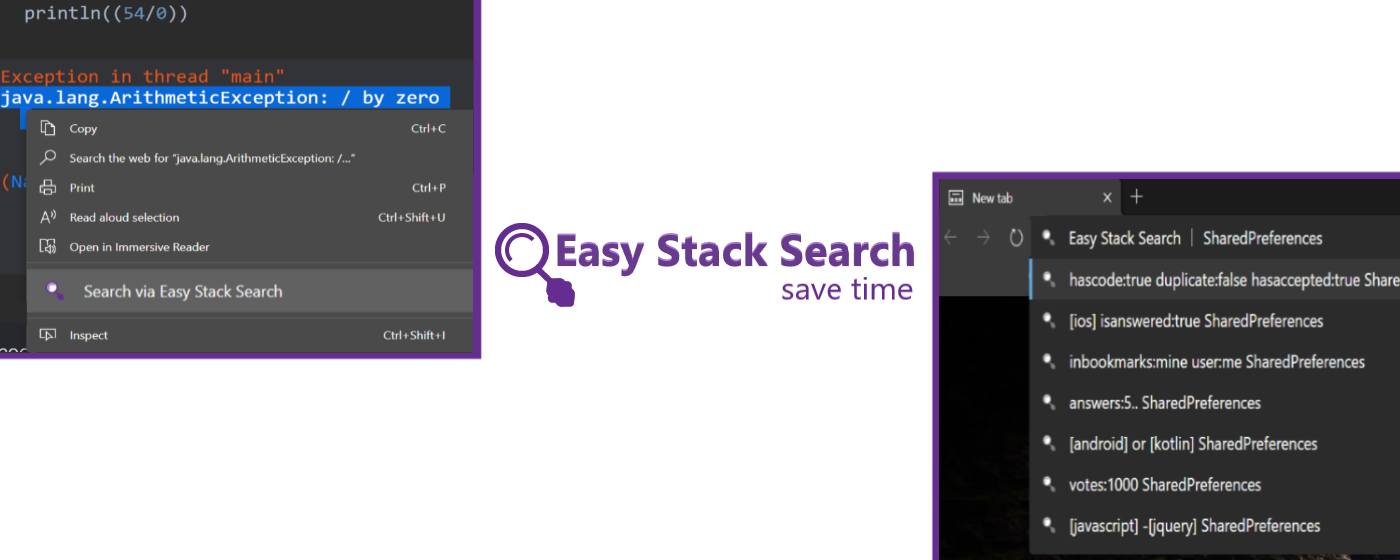 println((54/0))
Exception in thread "main"
java.lang.ArithmeticException: / by zero
Copy Ctrl+C
Search the web for "java.lang.ArithmeticException: /..."
(Na
Print Ctrl+P
Read aloud selection Ctrl+Shift+U
Open in Immersive Reader
Search via Easy Stack Search
Inspect Ctrl+Shift+I
Easy Stack Search
save time
New tab
Easy Stack Search | SharedPreferences
hascode:true duplicate:false hasaccepted:true Share
[ios] isanswered:true SharedPreferences
inbookmarks:mine user:me SharedPreferences
answers:5.. SharedPreferences
[android] or [kotlin] SharedPreferences
votes:1000 SharedPreferences
[javascript] -[jquery] SharedPreferences